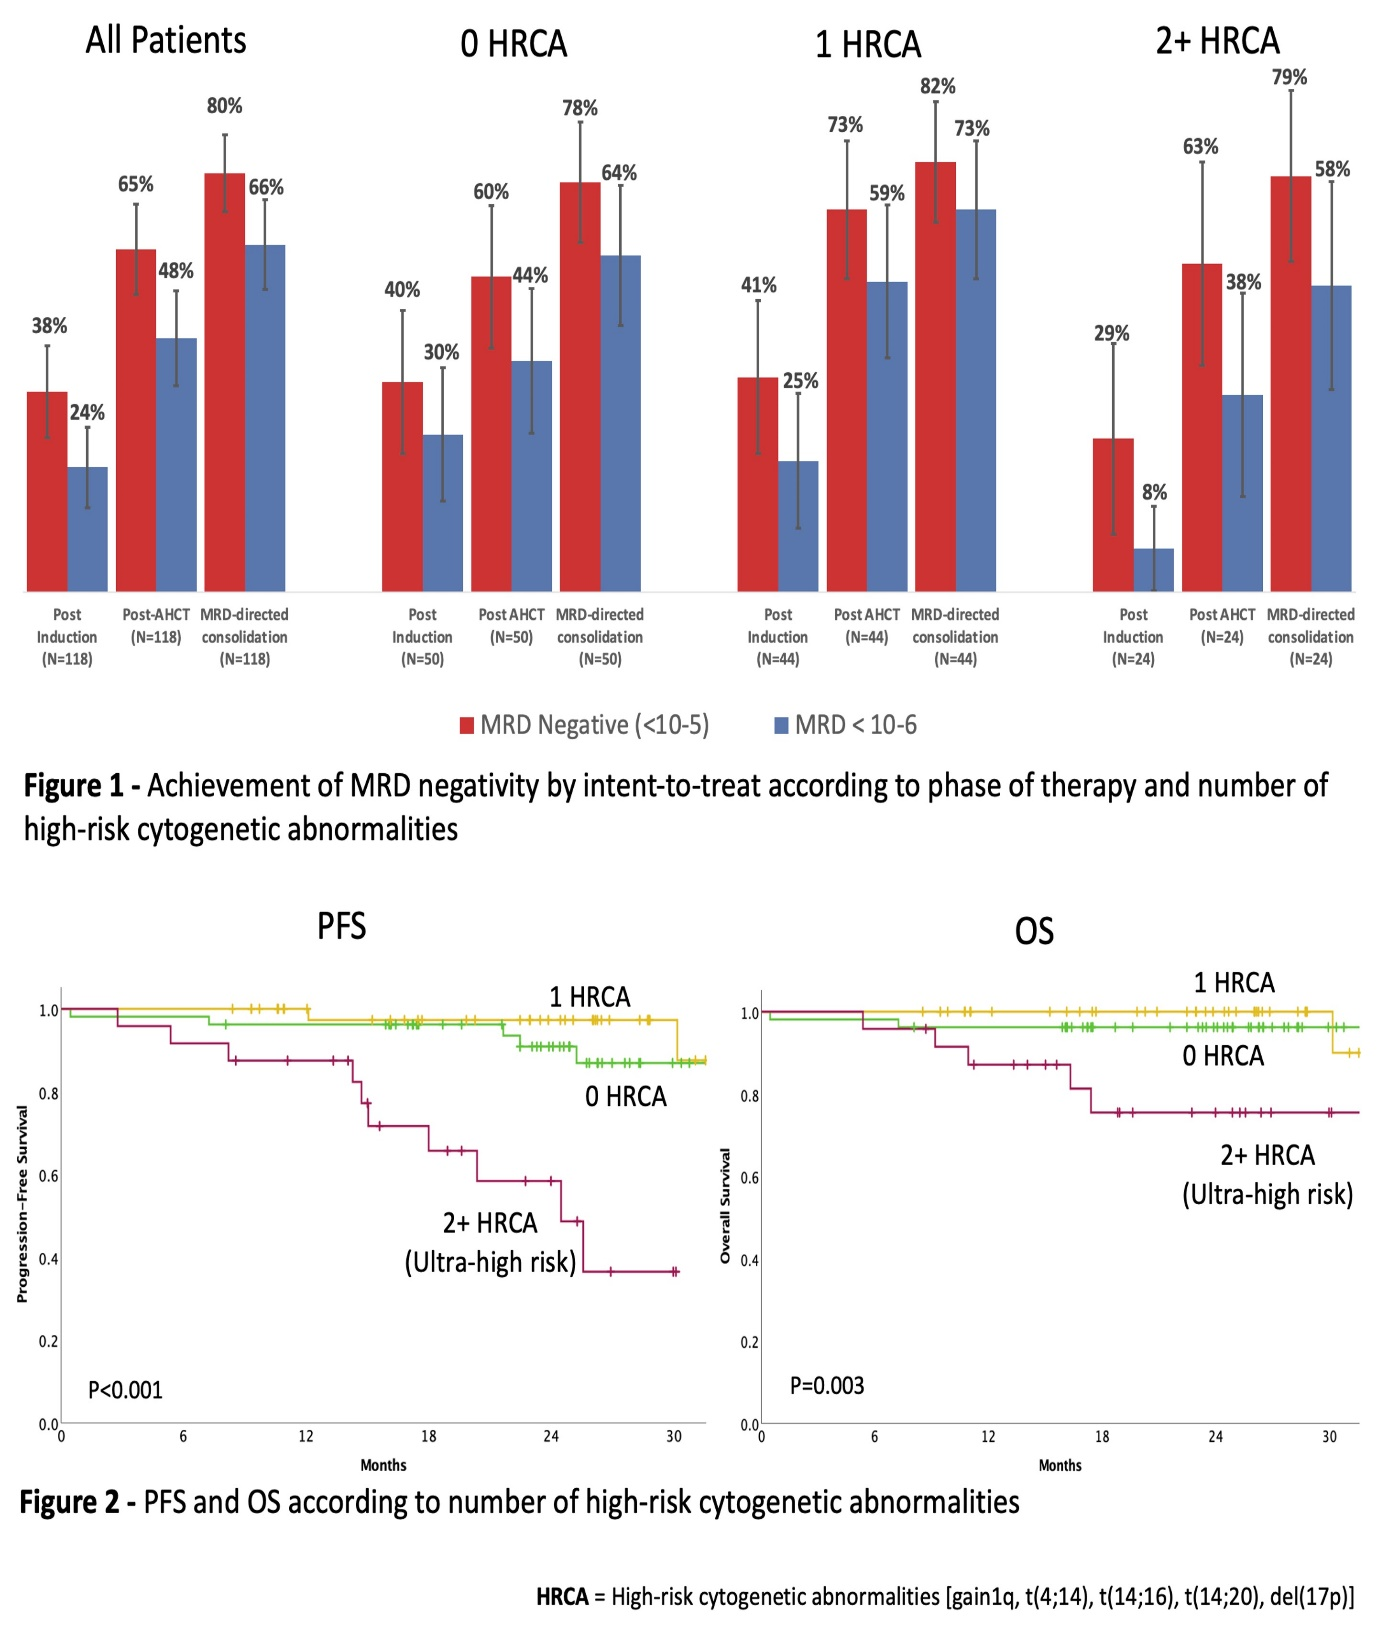 All Patients
0 HRCA
1 HRCA
2+ HRCA
38%
24%
65%
48%
80%
66%
40%
30%
60%
44%
78%
64%
41%
25%
73%
59%
82%
73%
29%
8%
63%
38%
79%
58%
Post
Induction
(N=118)
Post-AHCT
(N=118)
MRD-directed
consolidation
(N=118)
Post
Induction
(N=50)
Post AHCT
(N=50)
MRD-directed
consolidation
(N=50)
Post
Induction
(N=44)
Post AHCT
(N=44)
MRD-directed
consolidation
(N=44)
Post
Induction
(N=24)
Post AHCT
(N=24)
MRD-directed
consolidation
(N=24)
MRD Negative (<10-5)
MRD < 10-6
Figure 1 - Achievement of MRD negativity by intent-to-treat according to phase of therapy and number of
high-risk cytogenetic abnormalities
PFS
Progression-Free Survival
1.0
0.8
0.6
0.4
0.2
0.0
1 HRCA
0 HRCA
2+ HRCA
(Ultra-high risk)
P<0.001
0 6 12 18 24 30
Months
OS
Overall Survival
1.0
0.8
0.6
0.4
0.2
0.0
1 HRCA
0 HRCA
2+ HRCA
(Ultra-high risk)
P=0.003
0 6 12 18 24 30
Months
Figure 2 - PFS and OS according to number of high-risk cytogenetic abnormalities
HRCA = High-risk cytogenetic abnormalities [gain1q, t(4;14), t(14;16), t(14;20), del(17p)]